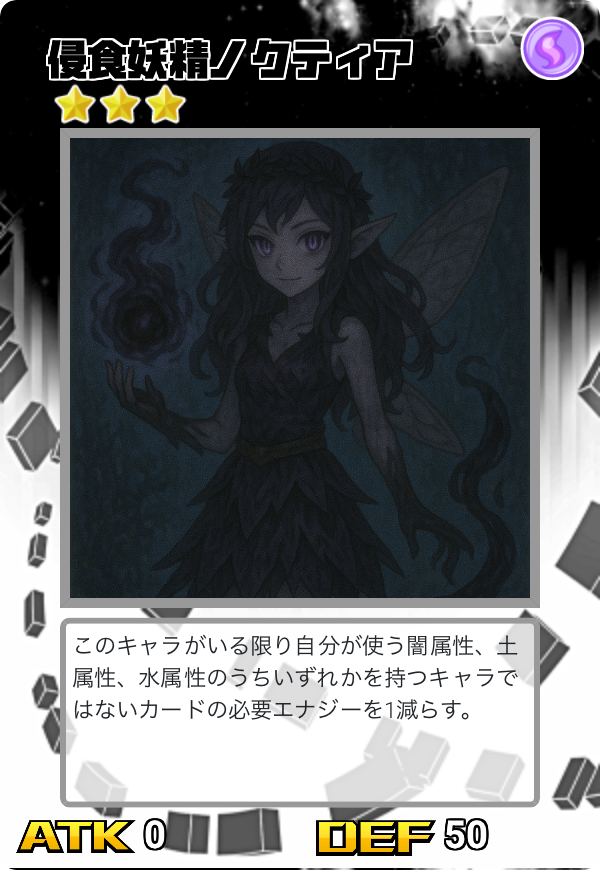 侵食妖精ノクティア
このキャラがいる限り自分が使う闇属性、土
属性、水属性のうちいずれかを持つキャラで
はないカードの必要エナジーを1減らす。
ATK 0 DEF 50